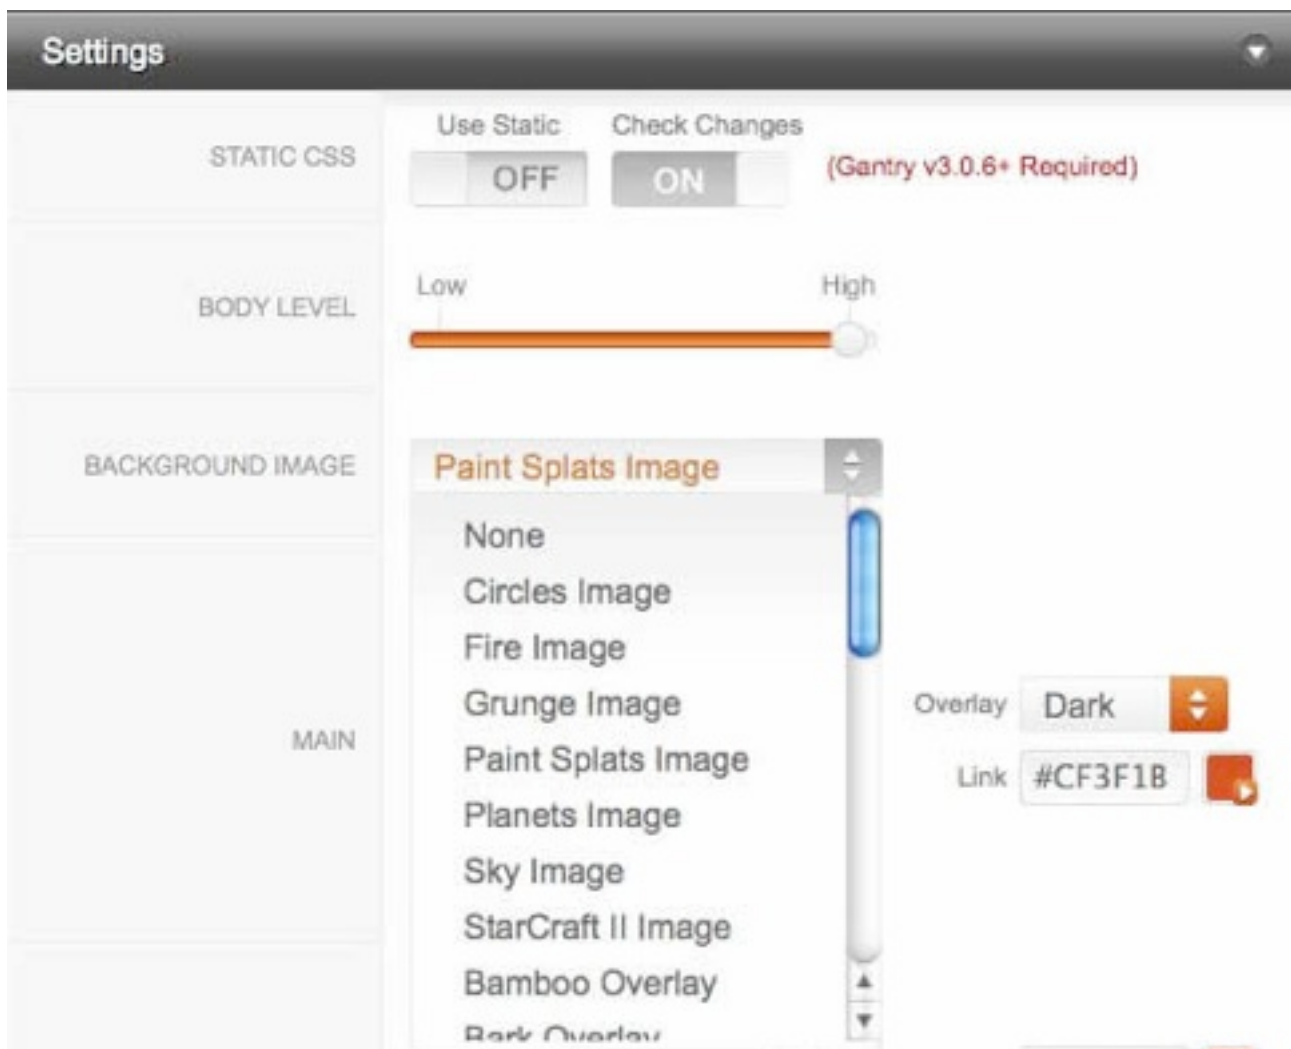 Settings
Use Static Check Changes
STATIC CSS OFF ON (Gantry v3.0.6+ Required)
Low High
BODY LEVEL
BACKGROUND IMAGE Paint Splats Image
None
Circles Image
Fire Image
Grunge Image
Overlay Dark
MAIN
Paint Splats Image
Link #CF3F1B
Planets Image
Sky Image
StarCraft II Image
Bamboo Overlay
Bark Overlay